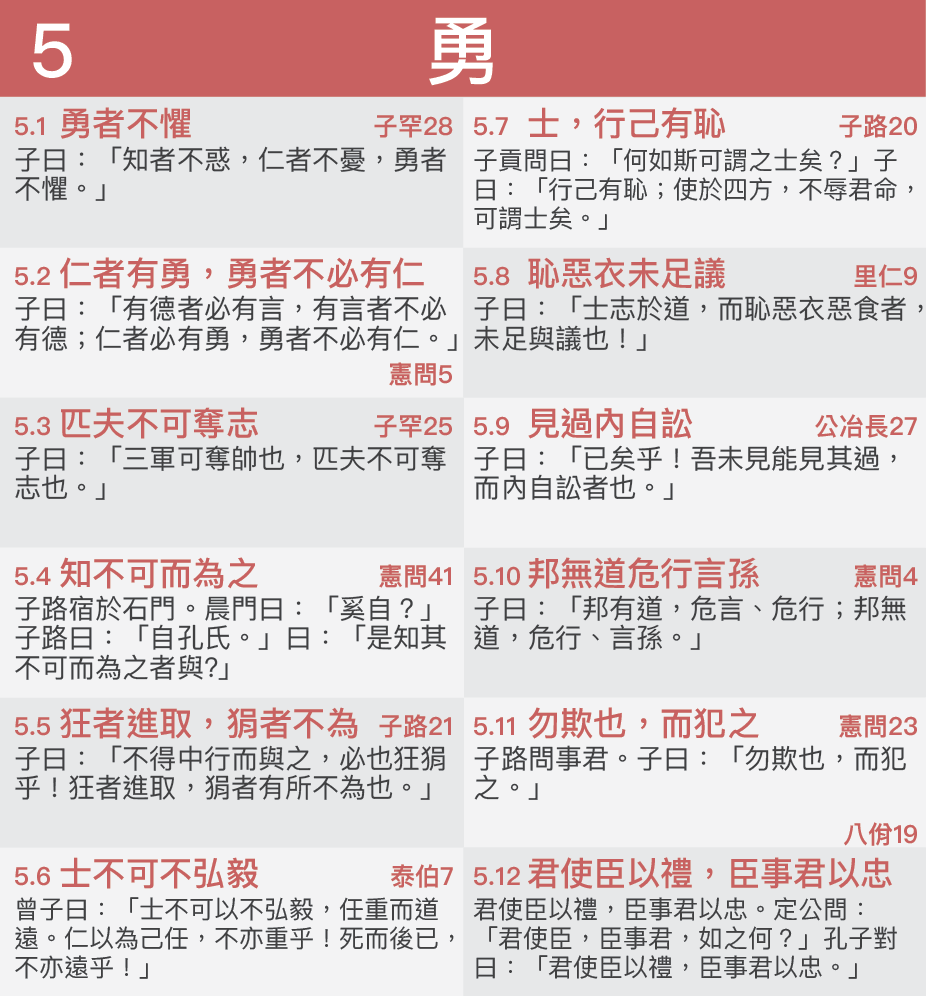 5 勇
5.1 勇者不懼 子罕28
子曰：「知者不惑，仁者不憂，勇者
不懼。」
5.2 仁者有勇，勇者不必有仁
子曰：「有德者必有言，有言者不必
有德；仁者必有勇，勇者不必有仁。」
憲問5
5.3 匹夫不可奪志 子罕25
子曰：「三軍可奪帥也，匹夫不可奪
志也。」
5.4 知不可而為之 憲問41
子路宿於石門。晨門曰：「奚自？」
子路曰：「自孔氏。」曰：「是知其
不可而為之者與?」
5.5 狂者進取，狷者不為 子路21
子曰：「不得中行而與之，必也狂狷
乎！狂者進取，狷者有所不為也。」
5.6 士不可不弘毅 泰伯7
曾子曰：「士不可以不弘毅，任重而道
遠。仁以為己任，不亦重乎！死而後已，
不亦遠乎！」
5.7 士，行己有恥 子路20
子貢問曰：「何如斯可謂之士矣？」子
曰：「行己有恥；使於四方，不辱君命，
可謂士矣。」
5.8 恥惡衣未足議 里仁9
子曰：「士志於道，而恥惡衣惡食者，
未足與議也！」
5.9 見過內自訟 公冶長27
子曰：「已矣乎！吾未見能見其過，
而內自訟者也。」
5.10 邦無道危行言孫 憲問4
子曰：「邦有道，危言、危行；邦無
道，危行、言孫。」
5.11 勿欺也，而犯之 憲問23
子路問事君。子曰：「勿欺也，而犯
之。」
八佾19
5.12 君使臣以禮，臣事君以忠
君使臣以禮，臣事君以忠。定公問：
「君使臣，臣事君，如之何？」孔子對
曰：「君使臣以禮，臣事君以忠。」